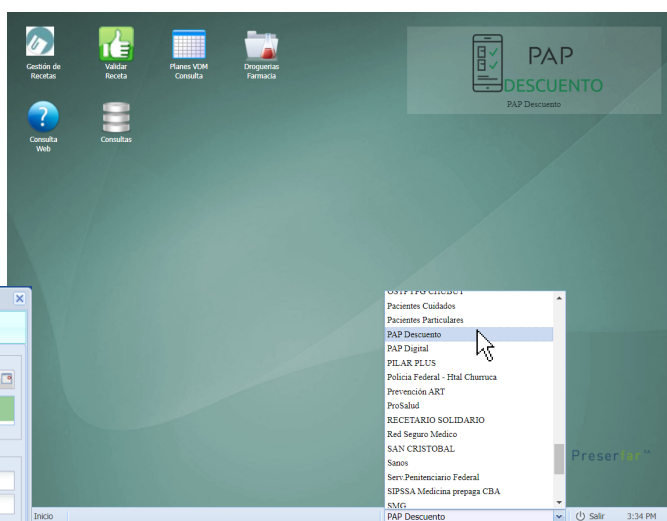 Gestión de
Recetas
Validar
Receta
Planes VDM
Consulta
Droguerias
Farmacia
PAP
DESCUENTO
PAP Descuento
Consulta
Web
Consultas
OSTPTPG CHUBUT
Pacientes Cuidados
Pacientes Particulares
PAP Descuento
PAP Digital
PILAR PLUS
Policia Federal - Htal Churruca
Prevención ART
ProSalud
RECETARIO SOLIDARIO
Red Seguro Medico
SAN CRISTOBAL
Sanos
Serv.Penitenciario Federal
SIPSSA Medicina prepaga CBA
SMG
Preserfar
Inicio
PAP Descuento
Salir
3:34 PM